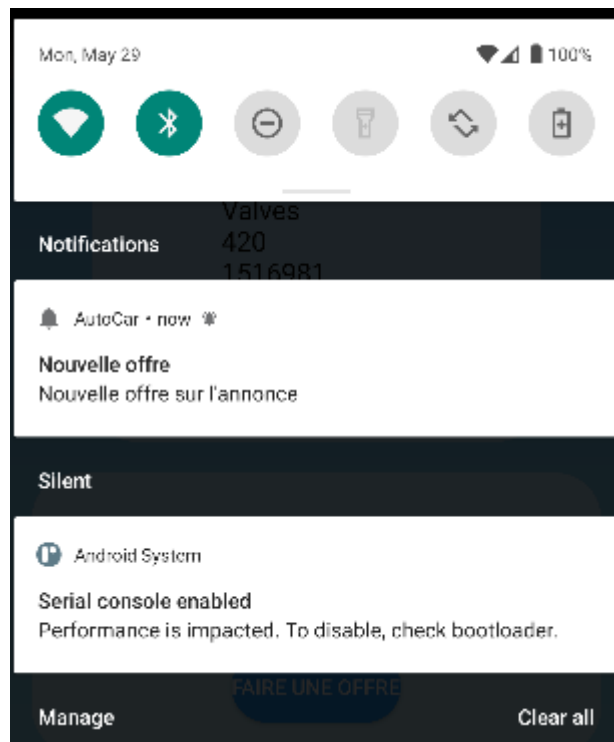 Mon, May 29
100%
Valves
Notifications
420
1516981
AutoCar • now
Nouvelle offre
Nouvelle offre sur l'annonce
Silent
Android System
Serial console enabled
Performance is impacted. To disable, check bootloader.
FAIRE UNE OFFRE
Manage
Clear all